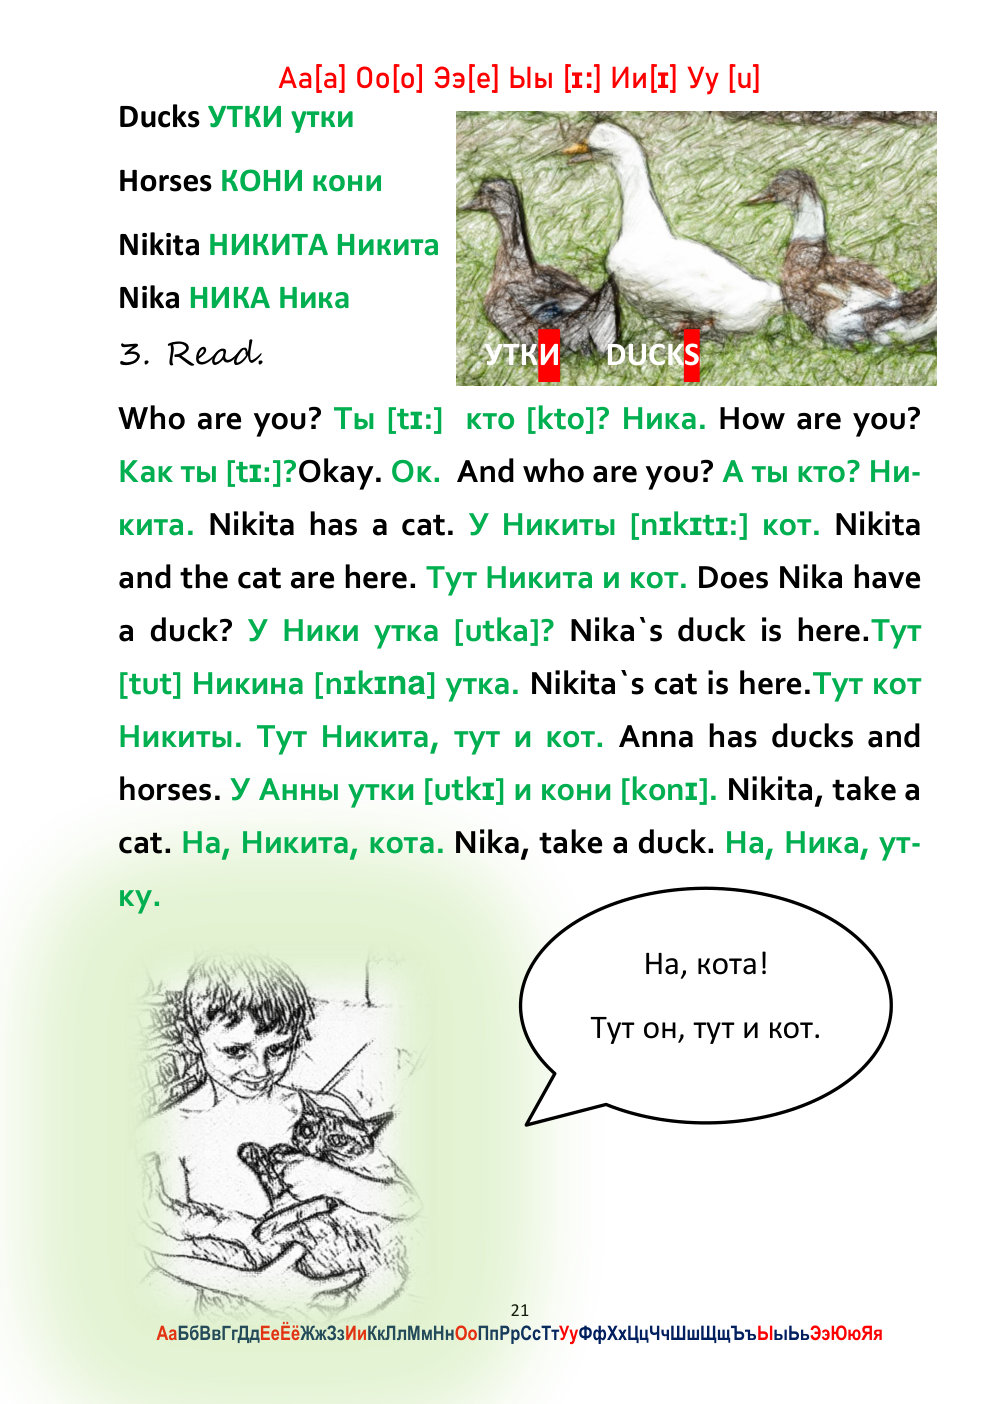 Аа[a] Оо[o] Ээ[e] Ыы [ɪ:] Ии[ɪ] Уу [u]
Ducks УТКИ утки
Horses КОНИ кони
Nikita НИКИТА Никита
Nika НИКА Ника
3. Read.
УТКИ DUCKS
Who are you? Ты [tɪ:] кто [kto]? Ника. How are you?
Как ты [tɪ:]?Okay. Ок. And who are you? А ты кто? Ни-
кита. Nikita has a cat. У Никиты [nɪkɪtɪ:] кот. Nikita
and the cat are here. Тут Никита и кот. Does Nika have
a duck? У Ники утка [utka]? Nika`s duck is here.Тут
[tut] Никина [nɪkɪna] утка. Nikita`s cat is here.Тут кот
Никиты. Тут Никита, тут и кот. Anna has ducks and
horses. У Анны утки [utkɪ] и кони [konɪ]. Nikita, take a
cat. На, Никита, кота. Nika, take a duck. На, Ника, ут-
ку.
На, кота!
Тут он, тут и кот.
21
АаБбВвГгДдЕеЁёЖжЗзИиКкЛлМмНнОоПпРрСсТтУуФфХхЦцЧчШшЩщЪъЫыЬьЭэЮюЯя